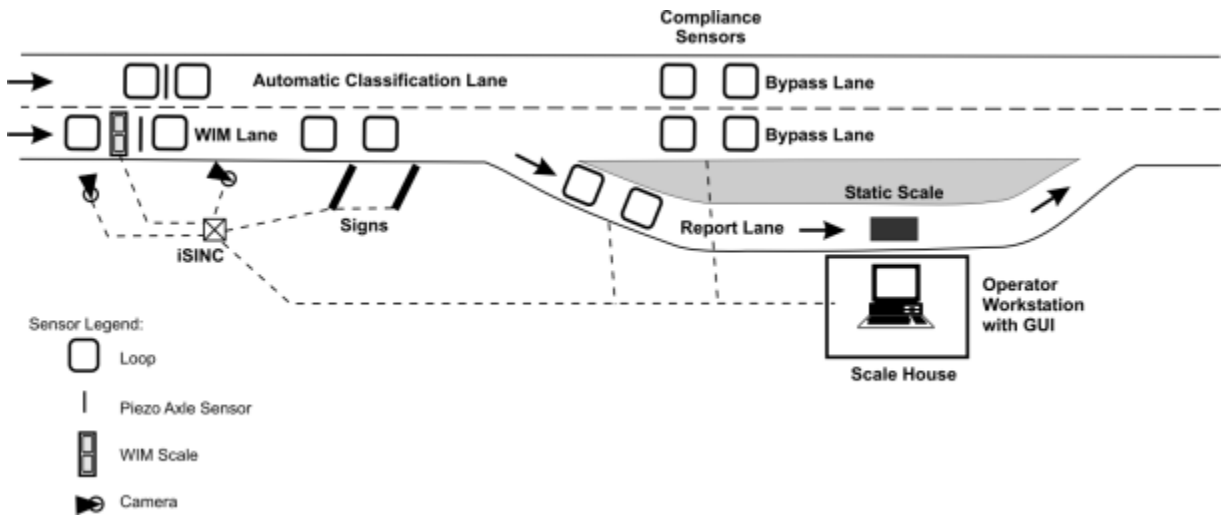 Compliance
Sensors
Automatic Classification Lane
Bypass Lane
WIM Lane
Bypass Lane
Static Scale
Signs
Report Lane
iSINC
Operator
Workstation
with GUI
Scale House
Sensor Legend:
Loop
Piezo Axle Sensor
WIM Scale
Camera